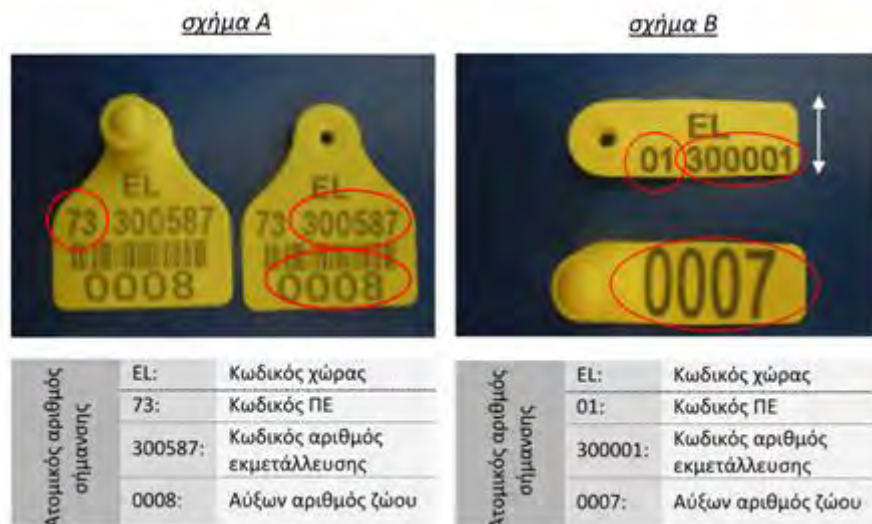 σχήμα Α
EL
73 300587
0008
EL
73 300587
0008
Ατομικός αριθμός
σήμανσης
EL: Κωδικός χώρας
73: Κωδικός ΠΕ
300587: Κωδικός αριθμός
εκμετάλλευσης
0008: Αύξων αριθμός ζώου
σχήμα Β
EL
01 300001
0007
Ατομικός αριθμός
σήμανσης
EL: Κωδικός χώρας
01: Κωδικός ΠΕ
300001: Κωδικός αριθμός
εκμετάλλευσης
0007: Αύξων αριθμός ζώου